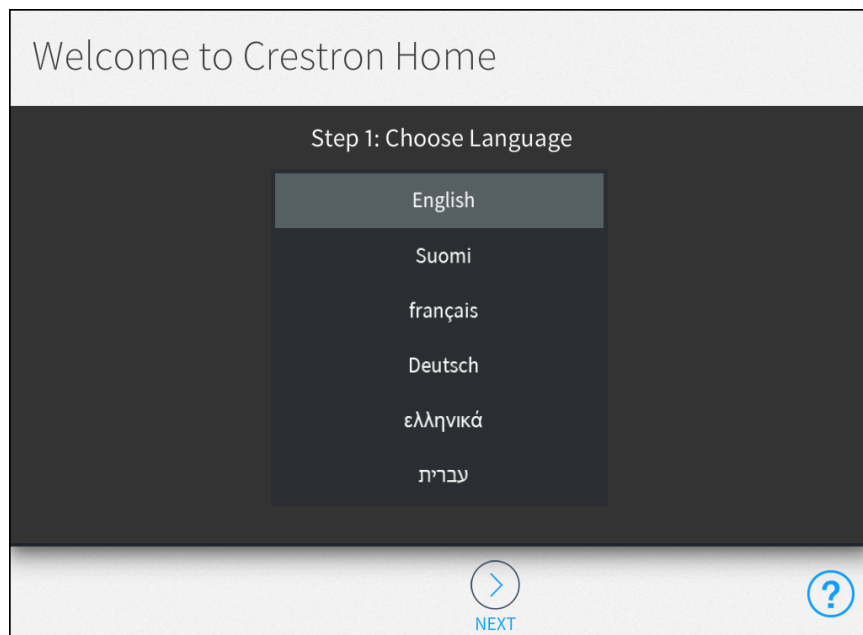 Welcome to Crestron Home
Step 1: Choose Language
English
Suomi
français
Deutsch
ελληνικά
עברית
NEXT
?